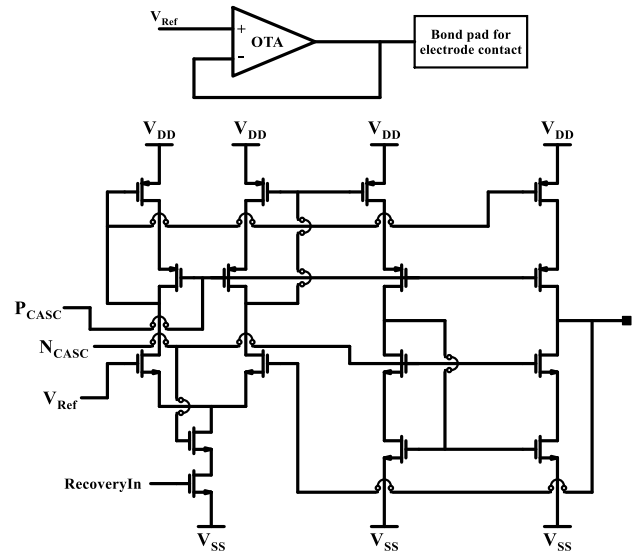 V_Ref
+
OTA
-
Bond pad for
electrode contact
V_DD V_DD V_DD V_DD
P_CASC
N_CASC
V_Ref
RecoveryIn
V_SS V_SS V_SS